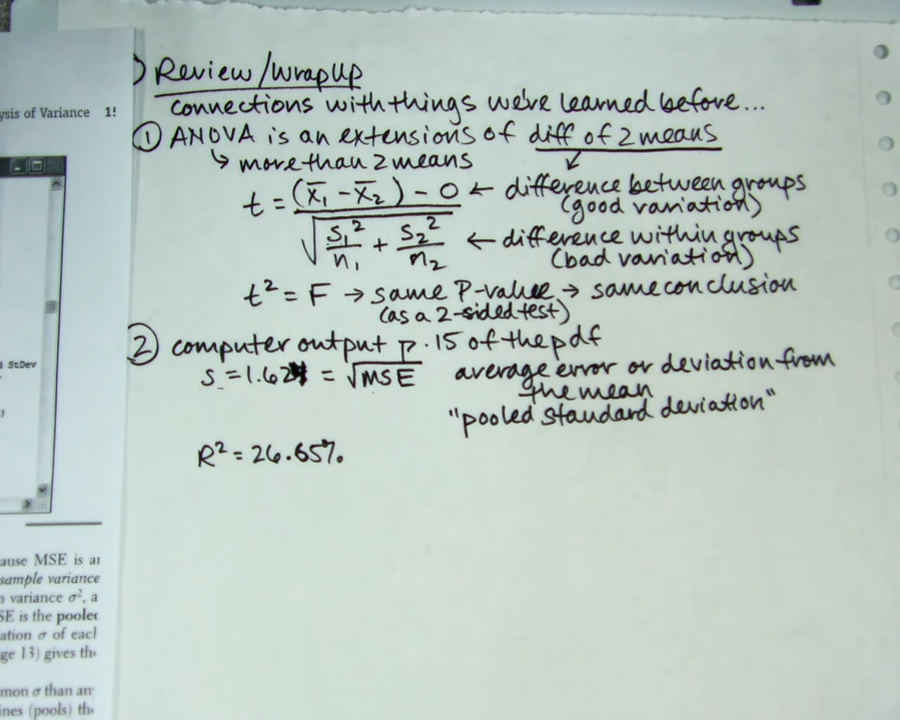 Review/Wrapup
connections with things we've learned before...
① ANOVA is an extensions of diff of 2 means
↳ more than 2 means
t = (x̄₁ - x̄₂) - 0 ← difference between groups
(good variation)
√ s₁²/n₁ + s₂²/n₂ ← difference within groups
(bad variation)
t² = F → same P-value → same conclusion
(as a 2-sided test)
② computer output p. 15 of the pdf
s = 1.62 = √MSE average error or deviation from
the mean
"pooled standard deviation"
R² = 26.65%
ysis of Variance
StDev
ause MSE is
sample variance
variance σ², a
SE is the
ation σ of
ge 13) gives
mon σ than
ines (pools)